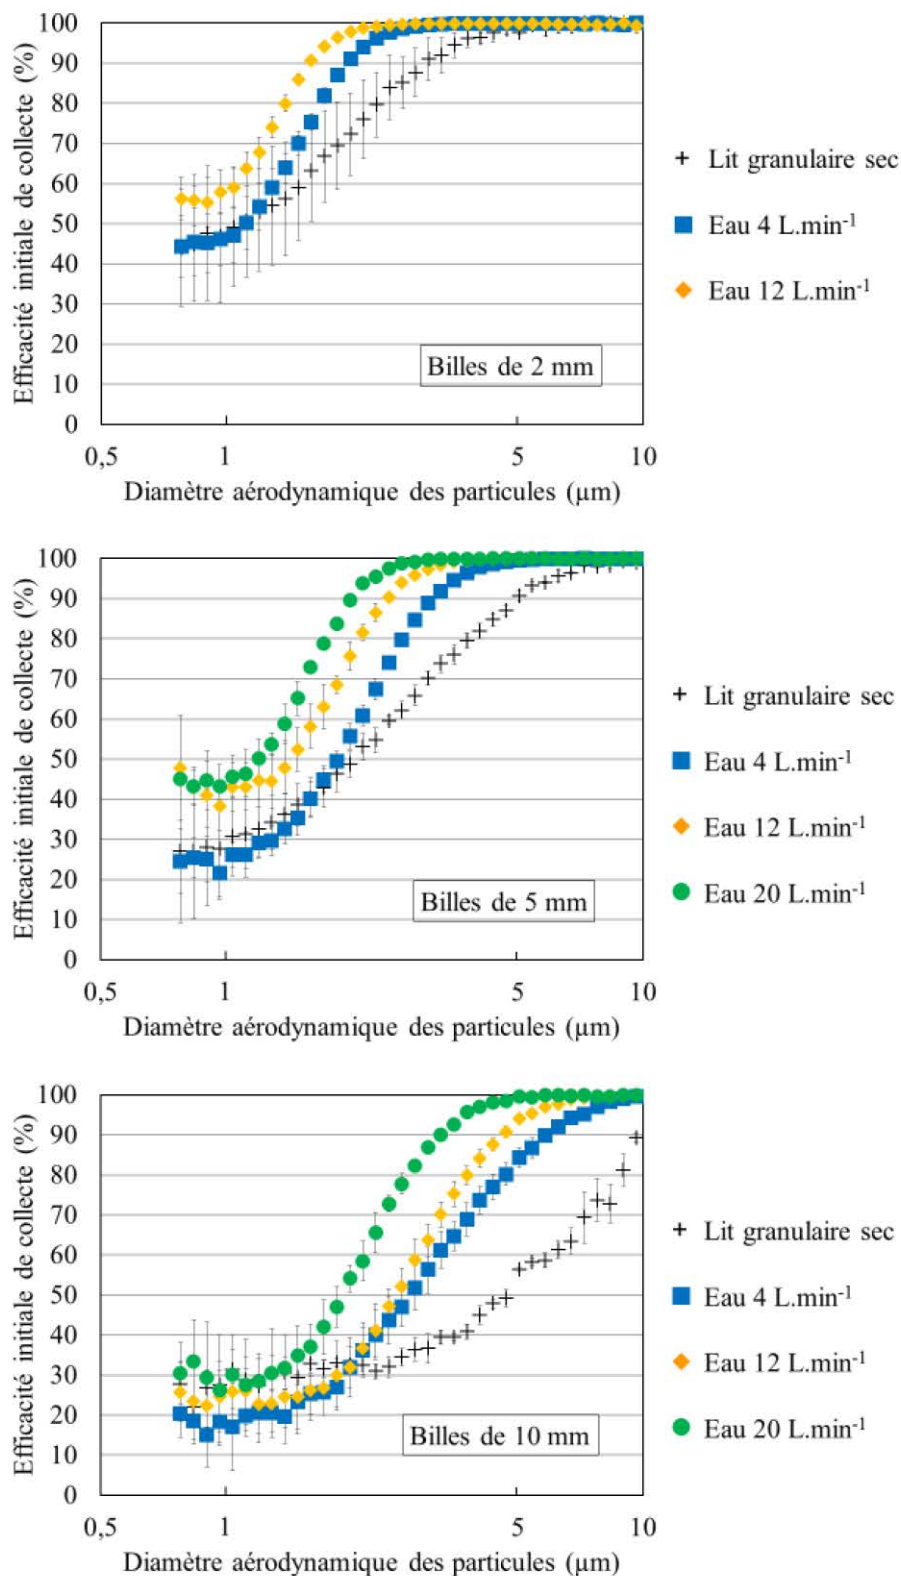 Efficacité initiale de collecte (%)
100
90
80
70
60
50
40
30
20
10
0
0,5
1
5
10
Diamètre aérodynamique des particules (µm)
Billes de 2 mm
Lit granulaire sec
Eau 4 L.min⁻¹
Eau 12 L.min⁻¹
Efficacité initiale de collecte (%)
100
90
80
70
60
50
40
30
20
10
0
0,5
1
5
10
Diamètre aérodynamique des particules (µm)
Billes de 5 mm
Lit granulaire sec
Eau 4 L.min⁻¹
Eau 12 L.min⁻¹
Eau 20 L.min⁻¹
Efficacité initiale de collecte (%)
100
90
80
70
60
50
40
30
20
10
0
0,5
1
5
10
Diamètre aérodynamique des particules (µm)
Billes de 10 mm
Lit granulaire sec
Eau 4 L.min⁻¹
Eau 12 L.min⁻¹
Eau 20 L.min⁻¹